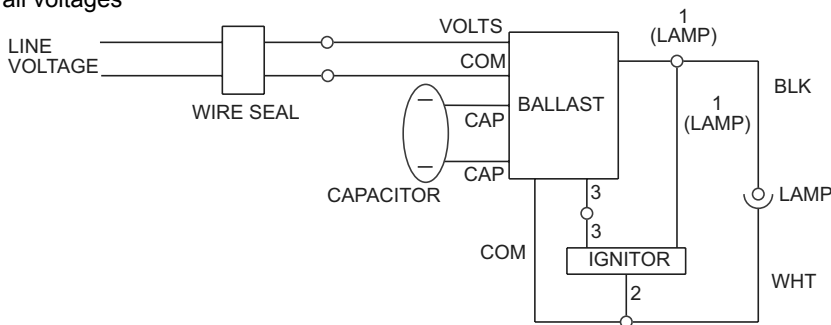 all voltages
LINE
VOLTAGE
WIRE SEAL
VOLTS
COM
CAP
CAP
CAPACITOR
BALLAST
1
(LAMP)
1
(LAMP)
BLK
LAMP
3
3
COM
IGNITOR
2
WHT